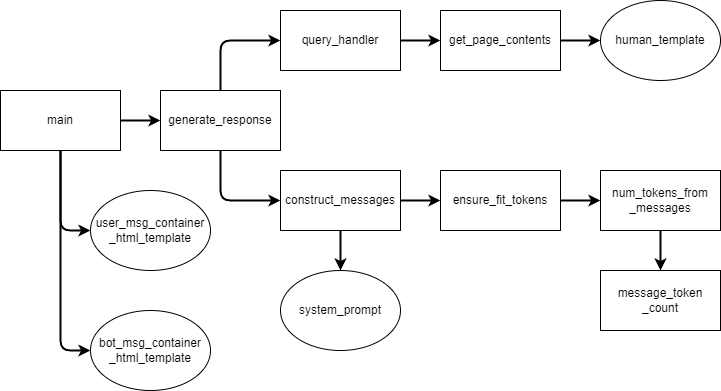 query_handler
get_page_contents
human_template
main
generate_response
construct_messages
ensure_fit_tokens
num_tokens_from
_messages
user_msg_container
_html_template
system_prompt
message_token
_count
bot_msg_container
_html_template